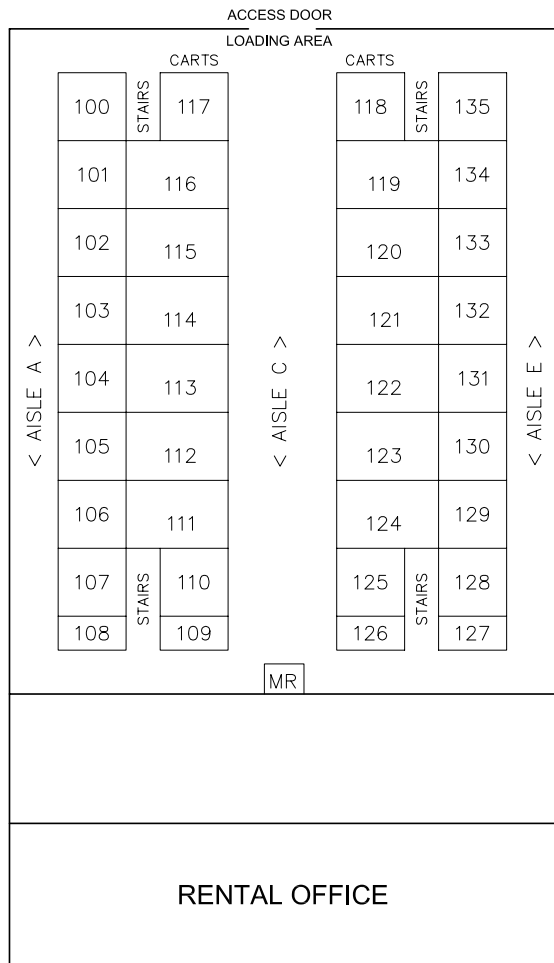 ACCESS DOOR
LOADING AREA
CARTS CARTS
100 STAIRS 117 118 STAIRS 135
101 116 119 134
102 115 120 133
103 114 121 132
< AISLE A > < AISLE C > < AISLE E >
104 113 122 131
105 112 123 130
106 111 124 129
107 STAIRS 110 125 STAIRS 128
108 109 126 127
MR
RENTAL OFFICE